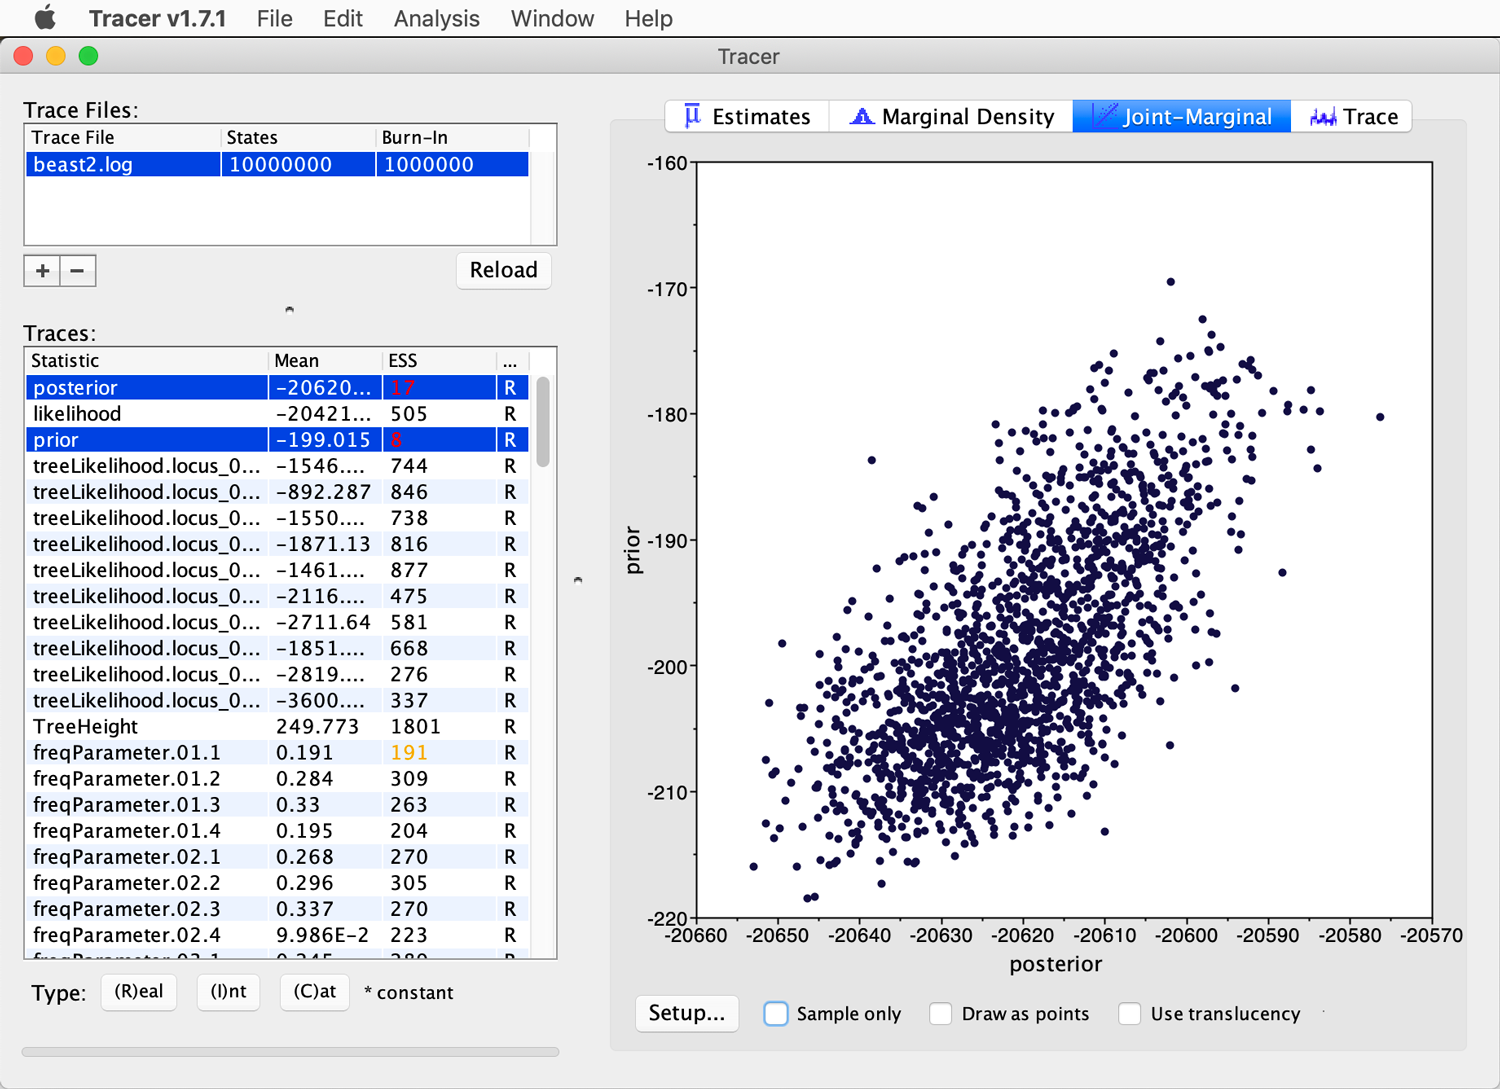 Tracer v1.7.1 File Edit Analysis Window Help
Tracer
Trace Files:
Trace File States Burn-In
beast2.log 10000000 1000000
+ −
Reload
Traces:
Statistic Mean ESS ...
posterior -20620... 17 R
likelihood -20421... 505 R
prior -199.015 8 R
treeLikelihood.locus_0... -1546.... 744 R
treeLikelihood.locus_0... -892.287 846 R
treeLikelihood.locus_0... -1550.... 738 R
treeLikelihood.locus_0... -1871.13 816 R
treeLikelihood.locus_0... -1461.... 877 R
treeLikelihood.locus_0... -2116.... 475 R
treeLikelihood.locus_0... -2711.64 581 R
treeLikelihood.locus_0... -1851.... 668 R
treeLikelihood.locus_0... -2819.... 276 R
treeLikelihood.locus_0... -3600.... 337 R
TreeHeight 249.773 1801 R
freqParameter.01.1 0.191 191 R
freqParameter.01.2 0.284 309 R
freqParameter.01.3 0.33 263 R
freqParameter.01.4 0.195 204 R
freqParameter.02.1 0.268 270 R
freqParameter.02.2 0.296 305 R
freqParameter.02.3 0.337 270 R
freqParameter.02.4 9.986E-2 223 R
Type: (R)eal (I)nt (C)at * constant
Estimates Marginal Density Joint-Marginal Trace
-160
-170
-180
-190
-200
-210
-220
prior
-20660 -20650 -20640 -20630 -20620 -20610 -20600 -20590 -20580 -20570
posterior
Setup... Sample only Draw as points Use translucency